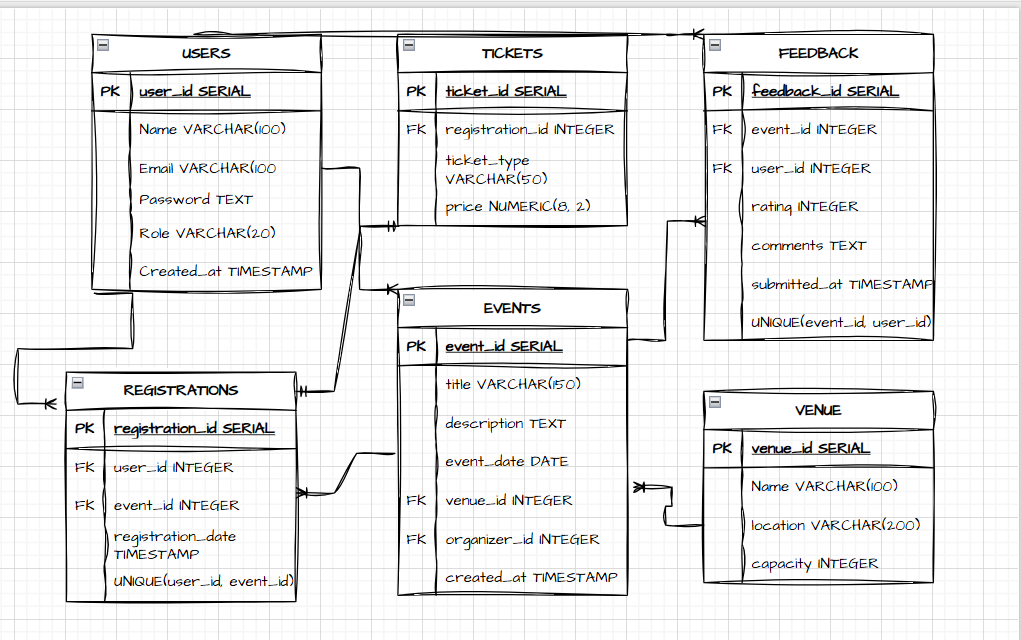 USERS
PK user_id SERIAL
Name VARCHAR(100)
Email VARCHAR(100
Password TEXT
Role VARCHAR(20)
Created_at TIMESTAMP
TICKETS
PK ticket_id SERIAL
FK registration_id INTEGER
ticket_type
VARCHAR(50)
price NUMERIC(8, 2)
FEEDBACK
PK feedback_id SERIAL
FK event_id INTEGER
FK user_id INTEGER
rating INTEGER
comments TEXT
submitted_at TIMESTAMP
UNIQUE(event_id, user_id)
REGISTRATIONS
PK registration_id SERIAL
FK user_id INTEGER
FK event_id INTEGER
registration_date
TIMESTAMP
UNIQUE(user_id, event_id)
EVENTS
PK event_id SERIAL
title VARCHAR(150)
description TEXT
event_date DATE
FK venue_id INTEGER
FK organizer_id INTEGER
created_at TIMESTAMP
VENUE
PK venue_id SERIAL
Name VARCHAR(100)
location VARCHAR(200)
capacity INTEGER